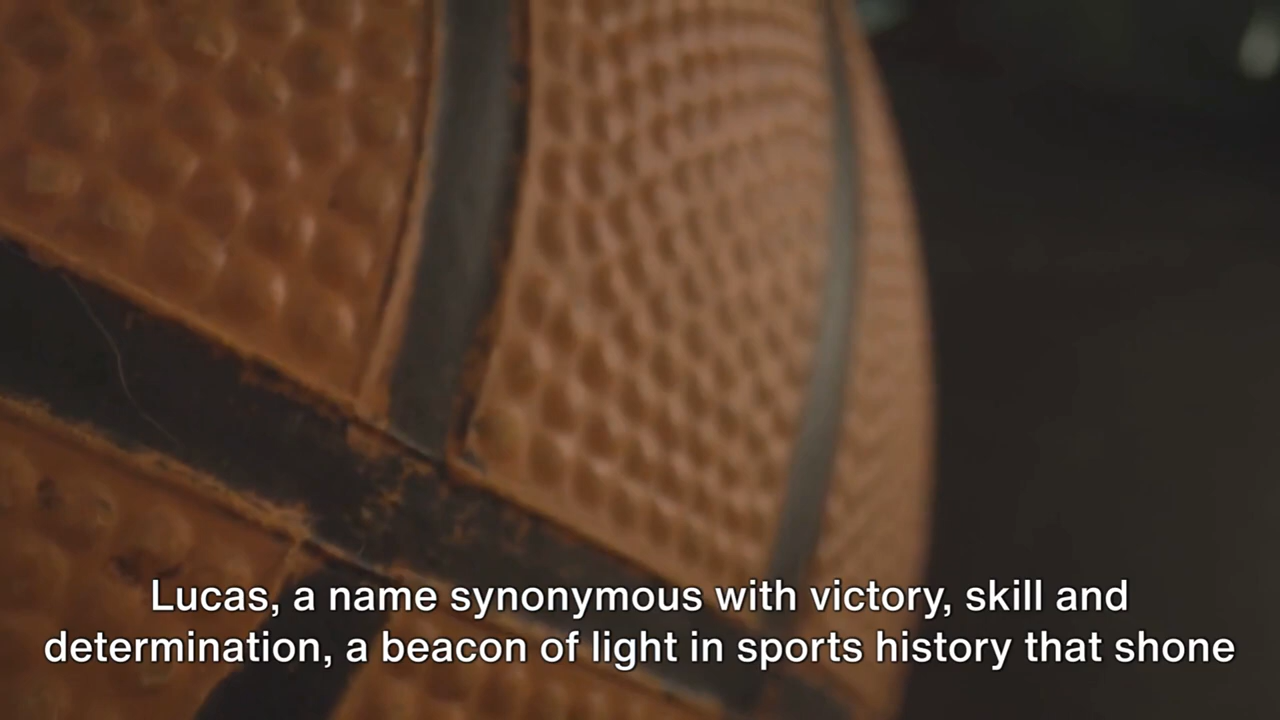 Lucas, a name synonymous with victory, skill and
determination, a beacon of light in sports history that shone